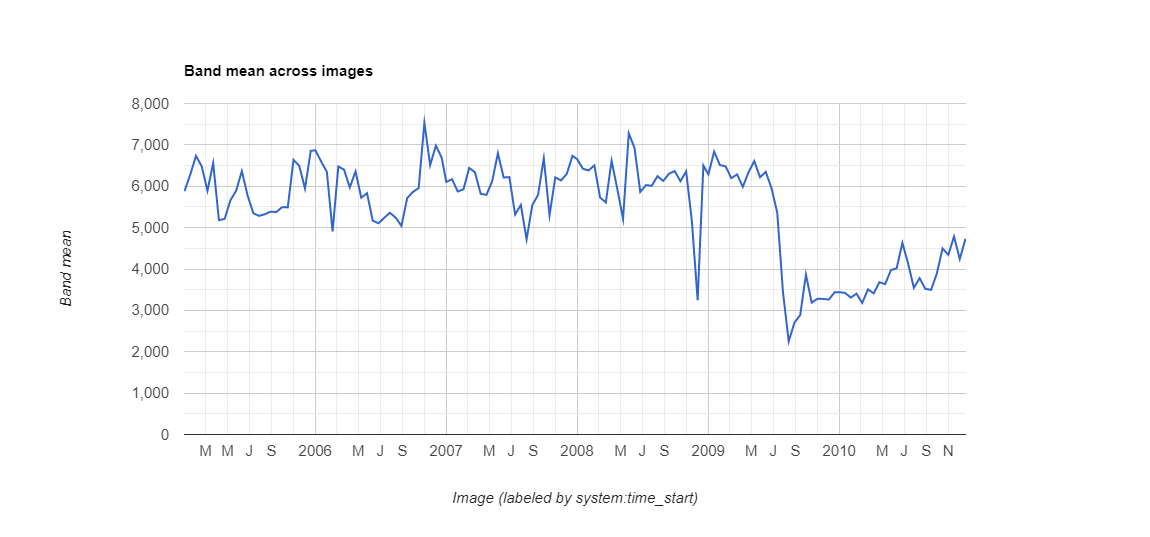 Band mean across images
8,000
7,000
6,000
5,000
4,000
3,000
2,000
1,000
0
Band mean
M M J S 2006 M J S 2007 M J S 2008 M J S 2009 M J S 2010 M J S N
Image (labeled by system:time_start)